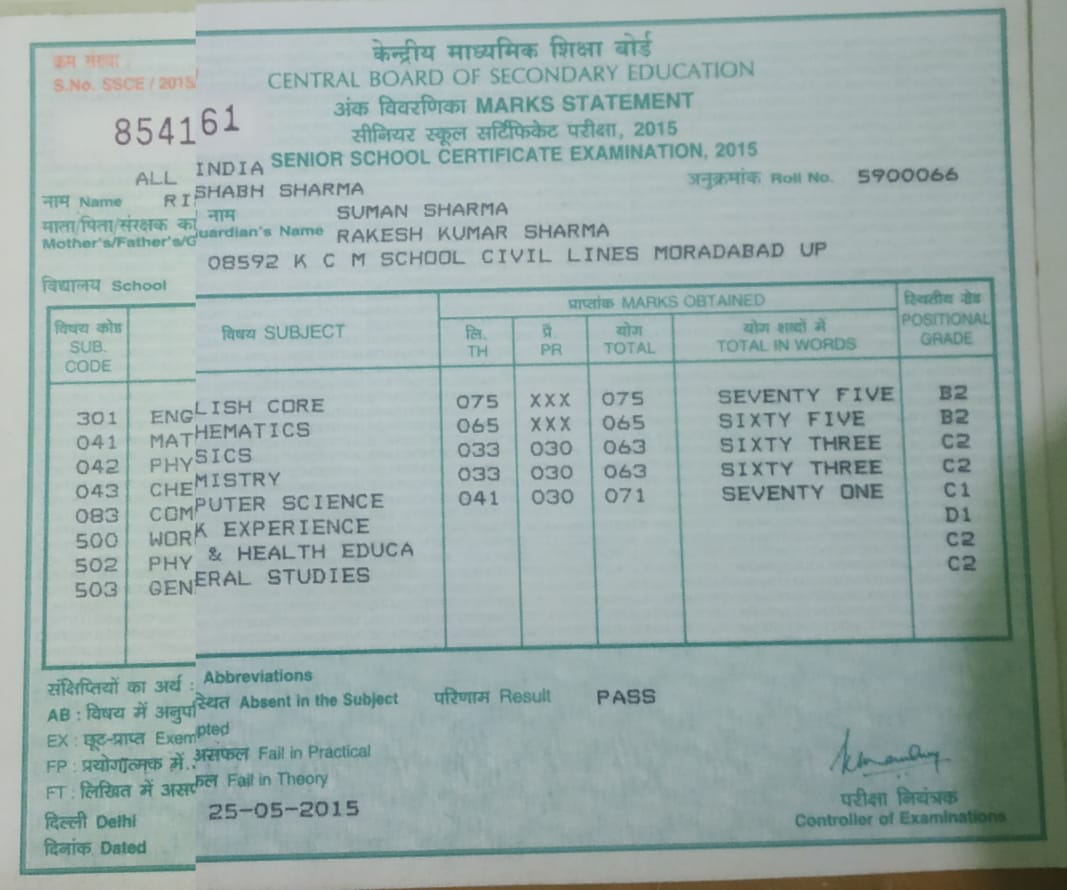 केन्द्रीय माध्यमिक शिक्षा बोर्ड
क्रम संख्या
S.No. SSCE / 2015/
CENTRAL BOARD OF SECONDARY EDUCATION
अंक विवरणिका MARKS STATEMENT
854161
सीनियर स्कूल सर्टिफिकेट परीक्षा, 2015
ALL INDIA SENIOR SCHOOL CERTIFICATE EXAMINATION, 2015
नाम Name RISHABH SHARMA अनुक्रमांक Roll No. 5900066
माता/पिता/संरक्षक का नाम SUMAN SHARMA
Mother's/Father's/Guardian's Name RAKESH KUMAR SHARMA
विद्यालय School 08592 K C M SCHOOL CIVIL LINES MORADABAD UP
विषय कोड विषय SUBJECT प्राप्तांक MARKS OBTAINED स्थितीय ग्रेड
SUB. लि. प्रै. योग योग शब्दों में POSITIONAL
CODE TH PR TOTAL TOTAL IN WORDS GRADE
301 ENGLISH CORE 075 XXX 075 SEVENTY FIVE B2
041 MATHEMATICS 065 XXX 065 SIXTY FIVE B2
042 PHYSICS 033 030 063 SIXTY THREE C2
043 CHEMISTRY 033 030 063 SIXTY THREE C2
083 COMPUTER SCIENCE 041 030 071 SEVENTY ONE C1
500 WORK EXPERIENCE D1
502 PHY & HEALTH EDUCA C2
503 GENERAL STUDIES C2
संक्षिप्तियों का अर्थ : Abbreviations
AB : विषय में अनुपस्थित Absent in the Subject परिणाम Result PASS
EX : छूट-प्राप्त Exempted
FP : प्रयोगात्मक में.. असफल Fail in Practical
FT : लिखित में असफल Fail in Theory
दिल्ली Delhi
दिनांक Dated 25-05-2015
परीक्षा नियंत्रक
Controller of Examinations